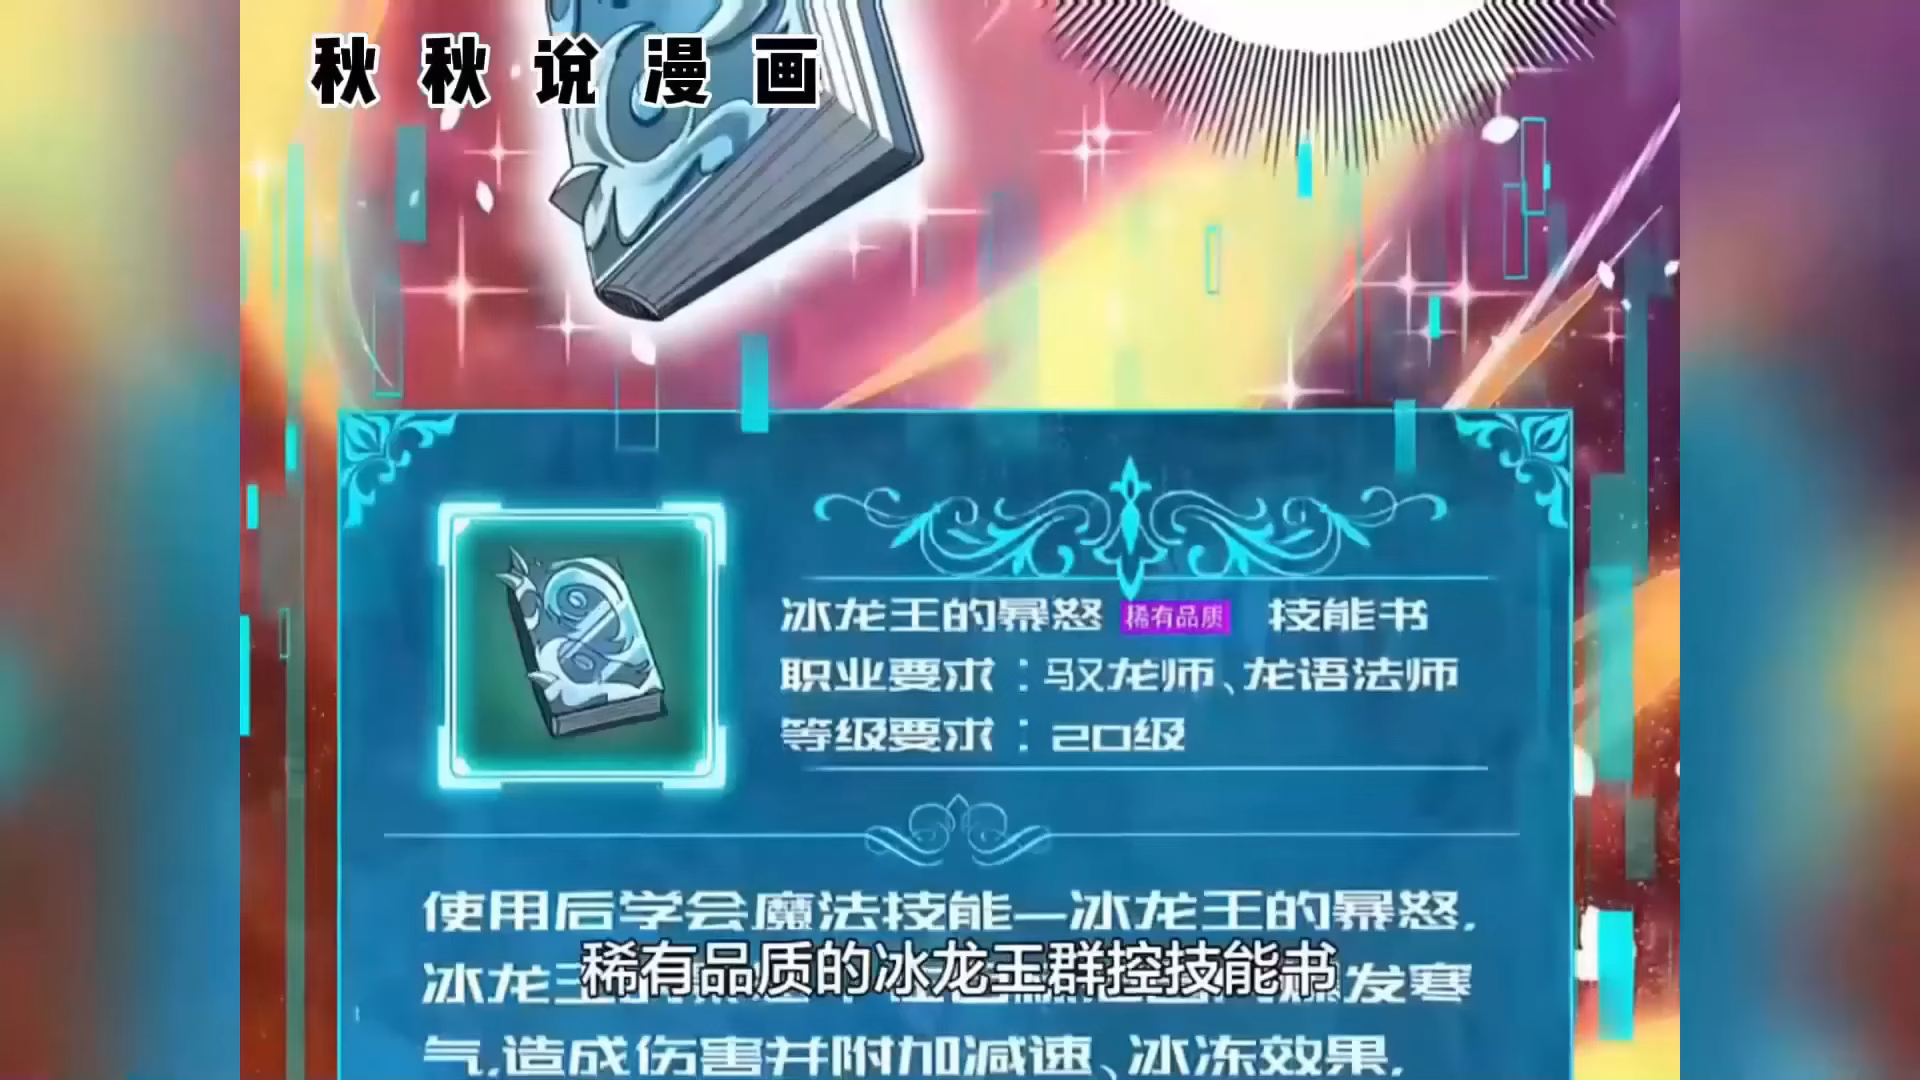 秋秋说漫画
冰龙王的暴怒 稀有品质 技能书
职业要求：驭龙师、龙语法师
等级要求：20级
使用后学会魔法技能—冰龙王的暴怒，
冰龙王
稀有品质的冰龙王群控技能书
发寒
气，造成伤害并附加减速、冰冻效果，